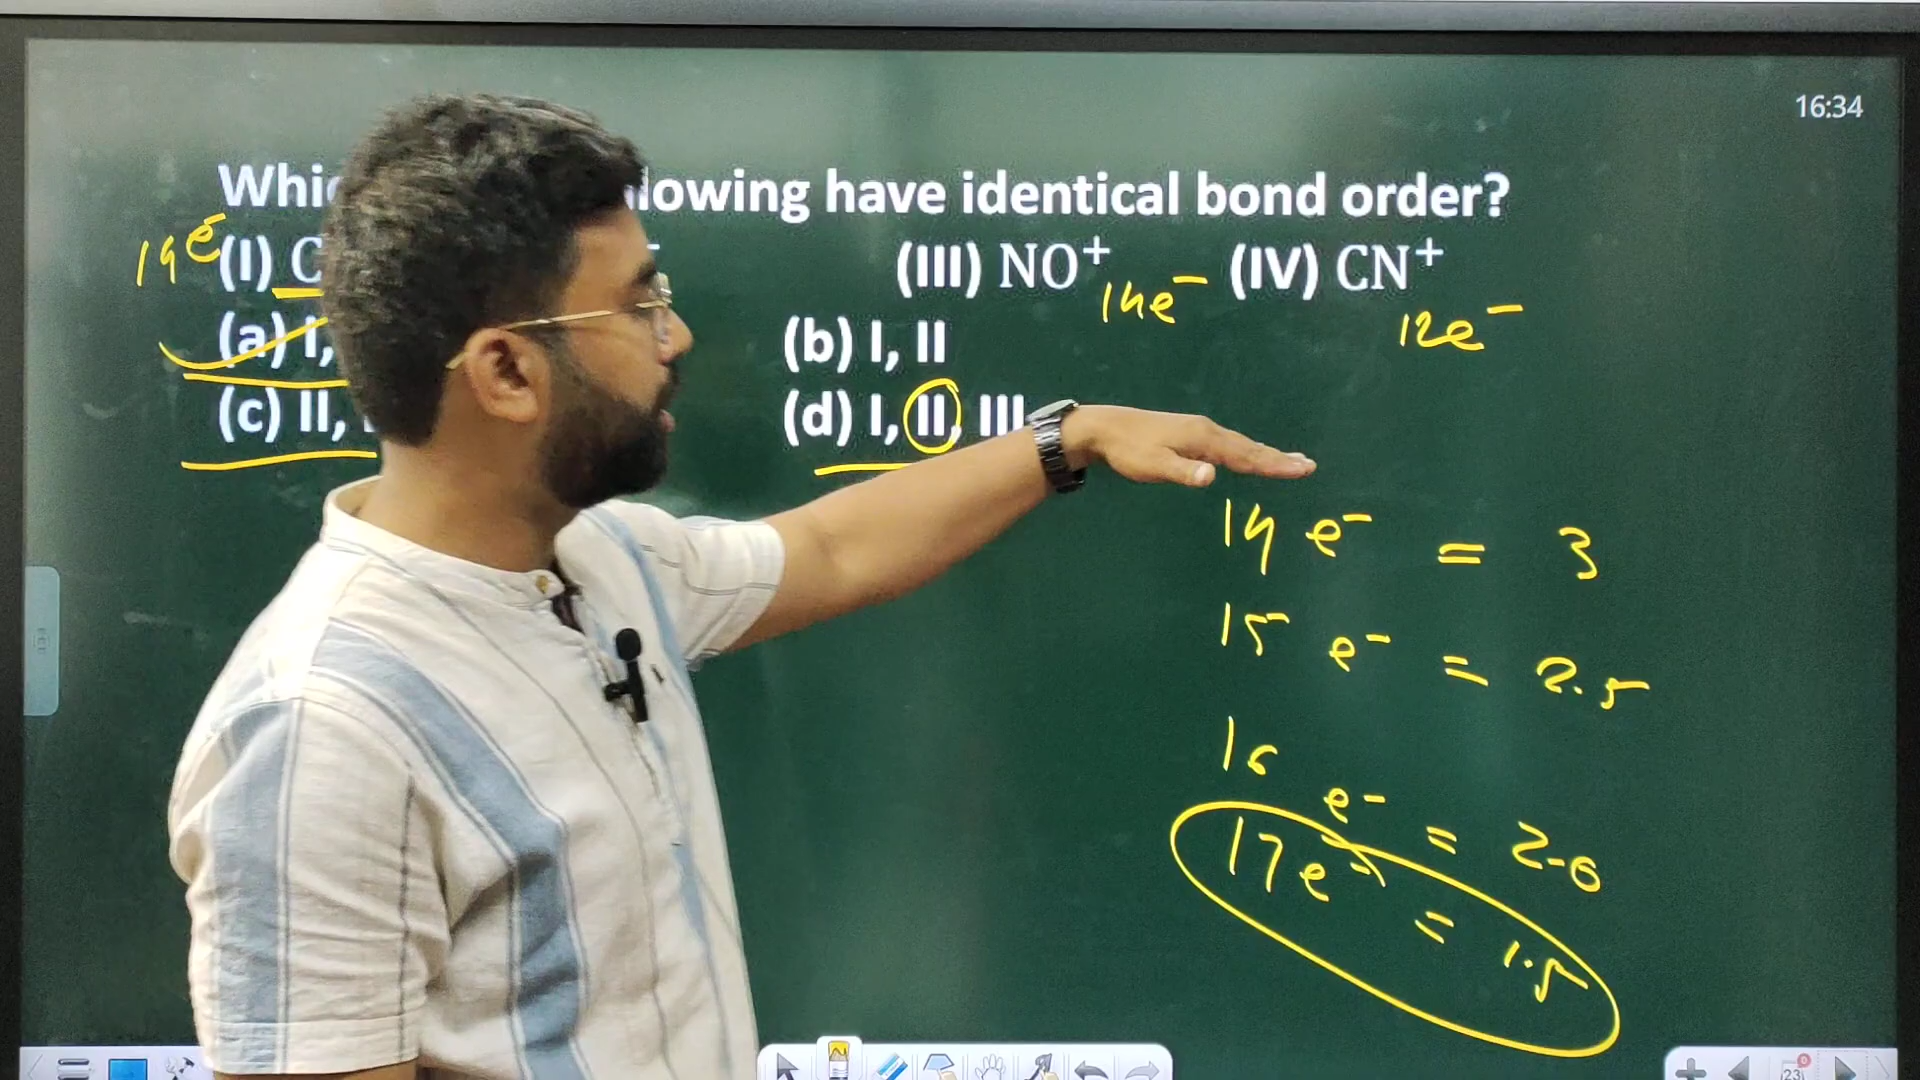 16:34
lowing have identical bond order?
14e⁻ (I) (III) NO⁺ 14e⁻ (IV) CN⁺ 12e⁻
(a) I, (b) I, II
(c) II, (d) I, II, III
14 e⁻ = 3
15 e⁻ = 2.5
16 e⁻ = 2.0
17e⁻ = 1.5
23